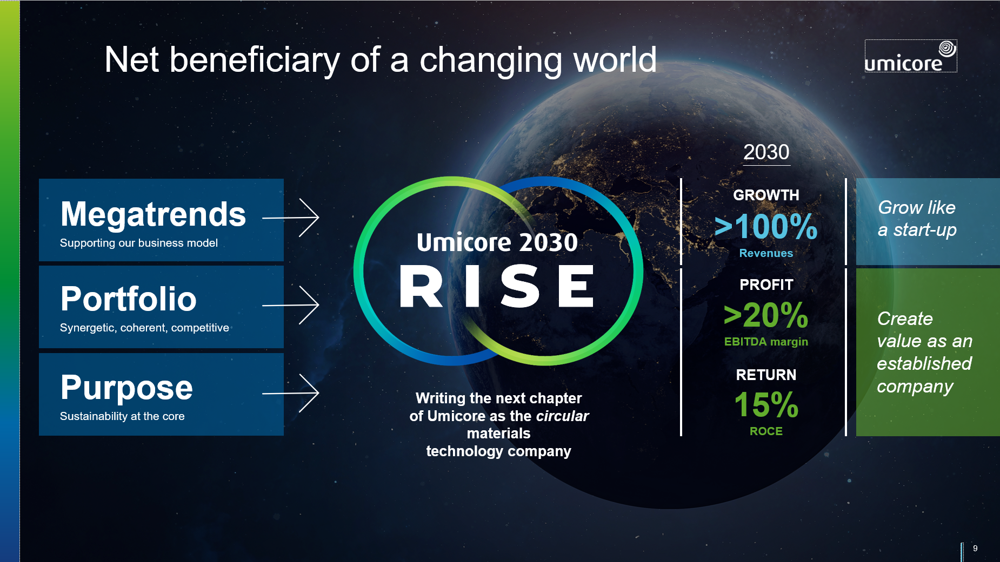 Net beneficiary of a changing world
umicore
Megatrends
Supporting our business model
Portfolio
Synergetic, coherent, competitive
Purpose
Sustainability at the core
Umicore 2030
RISE
Writing the next chapter
of Umicore as the circular
materials
technology company
2030
GROWTH
>100%
Revenues
PROFIT
>20%
EBITDA margin
RETURN
15%
ROCE
Grow like
a start-up
Create
value as an
established
company
9